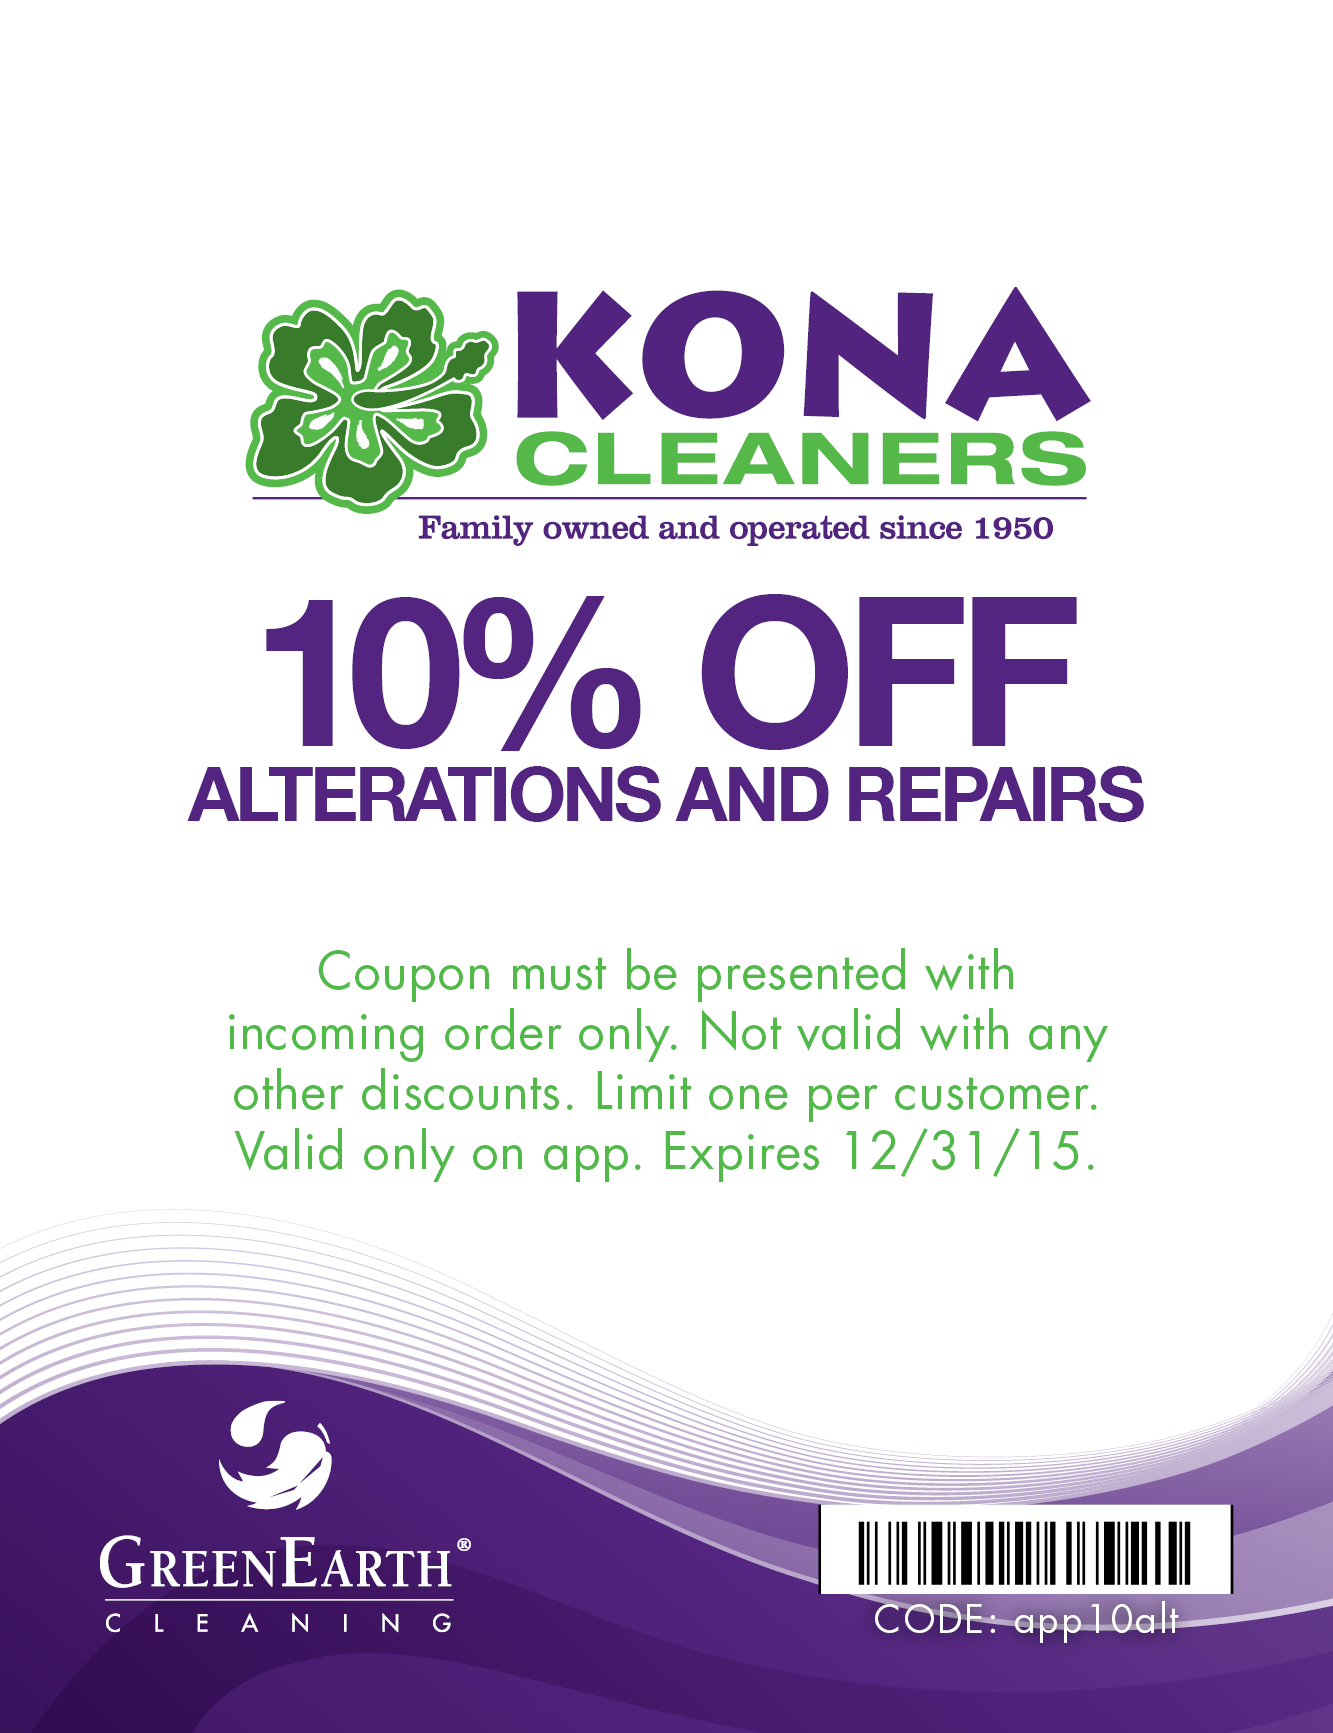 KONA
CLEANERS
Family owned and operated since 1950
10% OFF
ALTERATIONS AND REPAIRS
Coupon must be presented with
incoming order only. Not valid with any
other discounts. Limit one per customer.
Valid only on app. Expires 12/31/15.
GREENEARTH®
CLEANING
CODE: app10alt